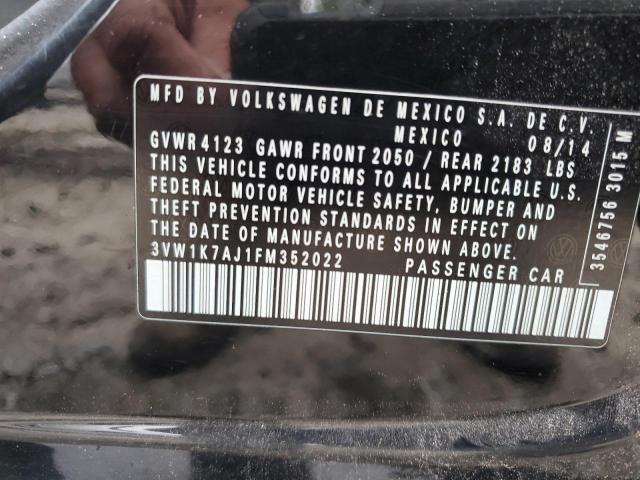 MFD BY VOLKSWAGEN DE MEXICO S.A. DE C.V.
MEXICO 08/14
GVWR 4123 GAWR FRONT 2050 / REAR 2183 LBS
THIS VEHICLE CONFORMS TO ALL APPLICABLE U.S.
FEDERAL MOTOR VEHICLE SAFETY, BUMPER AND
THEFT PREVENTION STANDARDS IN EFFECT ON
THE DATE OF MANUFACTURE SHOWN ABOVE.
3VW1K7AJ1FM352022 PASSENGER CAR
3546756 3015 M